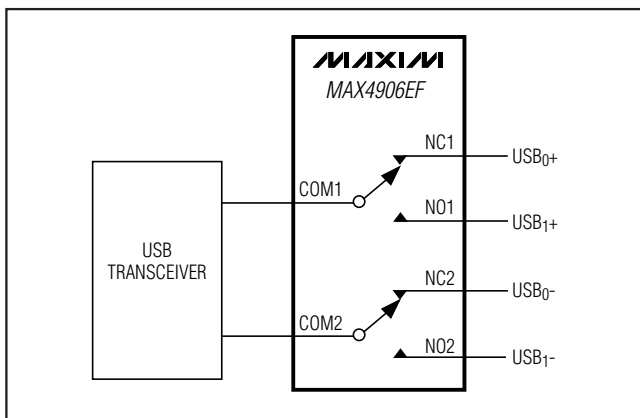 MAXIM
MAX4906EF
NC1
USB0+
COM1
NO1
USB1+
USB
TRANSCEIVER
NC2
USB0-
COM2
NO2
USB1-